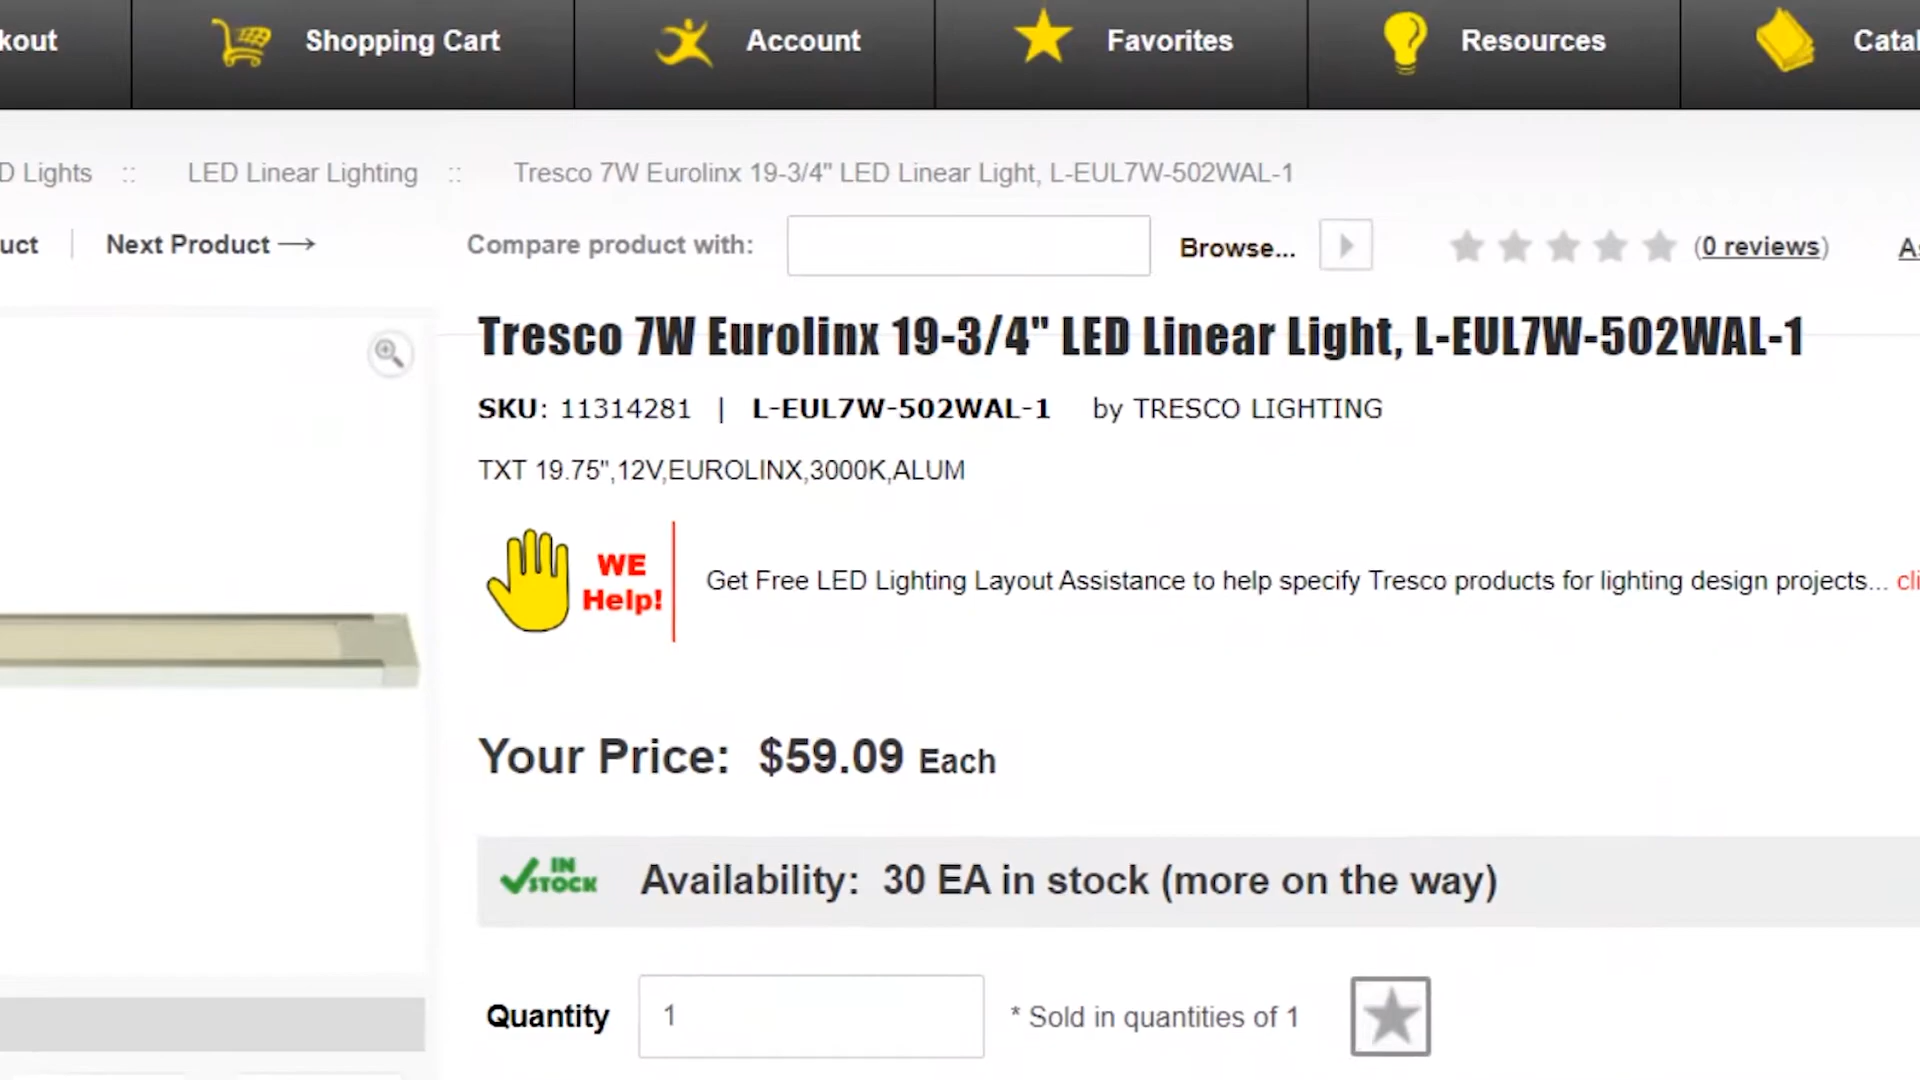 kout Shopping Cart Account Favorites Resources Catal
D Lights :: LED Linear Lighting :: Tresco 7W Eurolinx 19-3/4" LED Linear Light, L-EUL7W-502WAL-1
uct | Next Product → Compare product with: Browse... (0 reviews) As
Tresco 7W Eurolinx 19-3/4" LED Linear Light, L-EUL7W-502WAL-1
SKU: 11314281 | L-EUL7W-502WAL-1 by TRESCO LIGHTING
TXT 19.75",12V,EUROLINX,3000K,ALUM
WE
Help!
Get Free LED Lighting Layout Assistance to help specify Tresco products for lighting design projects... cli
Your Price: $59.09 Each
IN
STOCK
Availability: 30 EA in stock (more on the way)
Quantity 1 * Sold in quantities of 1